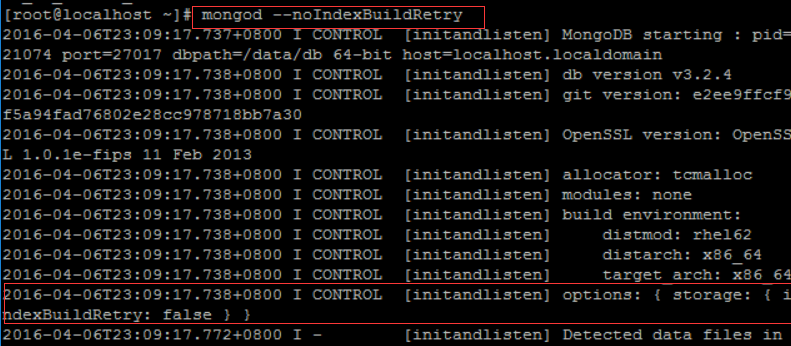 [root@localhost ~]# mongod --noIndexBuildRetry
2016-04-06T23:09:17.737+0800 I CONTROL  [initandlisten] MongoDB starting : pid=
21074 port=27017 dbpath=/data/db 64-bit host=localhost.localdomain
2016-04-06T23:09:17.738+0800 I CONTROL  [initandlisten] db version v3.2.4
2016-04-06T23:09:17.738+0800 I CONTROL  [initandlisten] git version: e2ee9ffcf9
f5a94fad76802e28cc978718bb7a30
2016-04-06T23:09:17.738+0800 I CONTROL  [initandlisten] OpenSSL version: OpenSS
L 1.0.1e-fips 11 Feb 2013
2016-04-06T23:09:17.738+0800 I CONTROL  [initandlisten] allocator: tcmalloc
2016-04-06T23:09:17.738+0800 I CONTROL  [initandlisten] modules: none
2016-04-06T23:09:17.738+0800 I CONTROL  [initandlisten] build environment:
2016-04-06T23:09:17.738+0800 I CONTROL  [initandlisten]     distmod: rhel62
2016-04-06T23:09:17.738+0800 I CONTROL  [initandlisten]     distarch: x86_64
2016-04-06T23:09:17.738+0800 I CONTROL  [initandlisten]     target_arch: x86_64
2016-04-06T23:09:17.738+0800 I CONTROL  [initandlisten] options: { storage: { i
ndexBuildRetry: false } }
2016-04-06T23:09:17.772+0800 I -        [initandlisten] Detected data files in